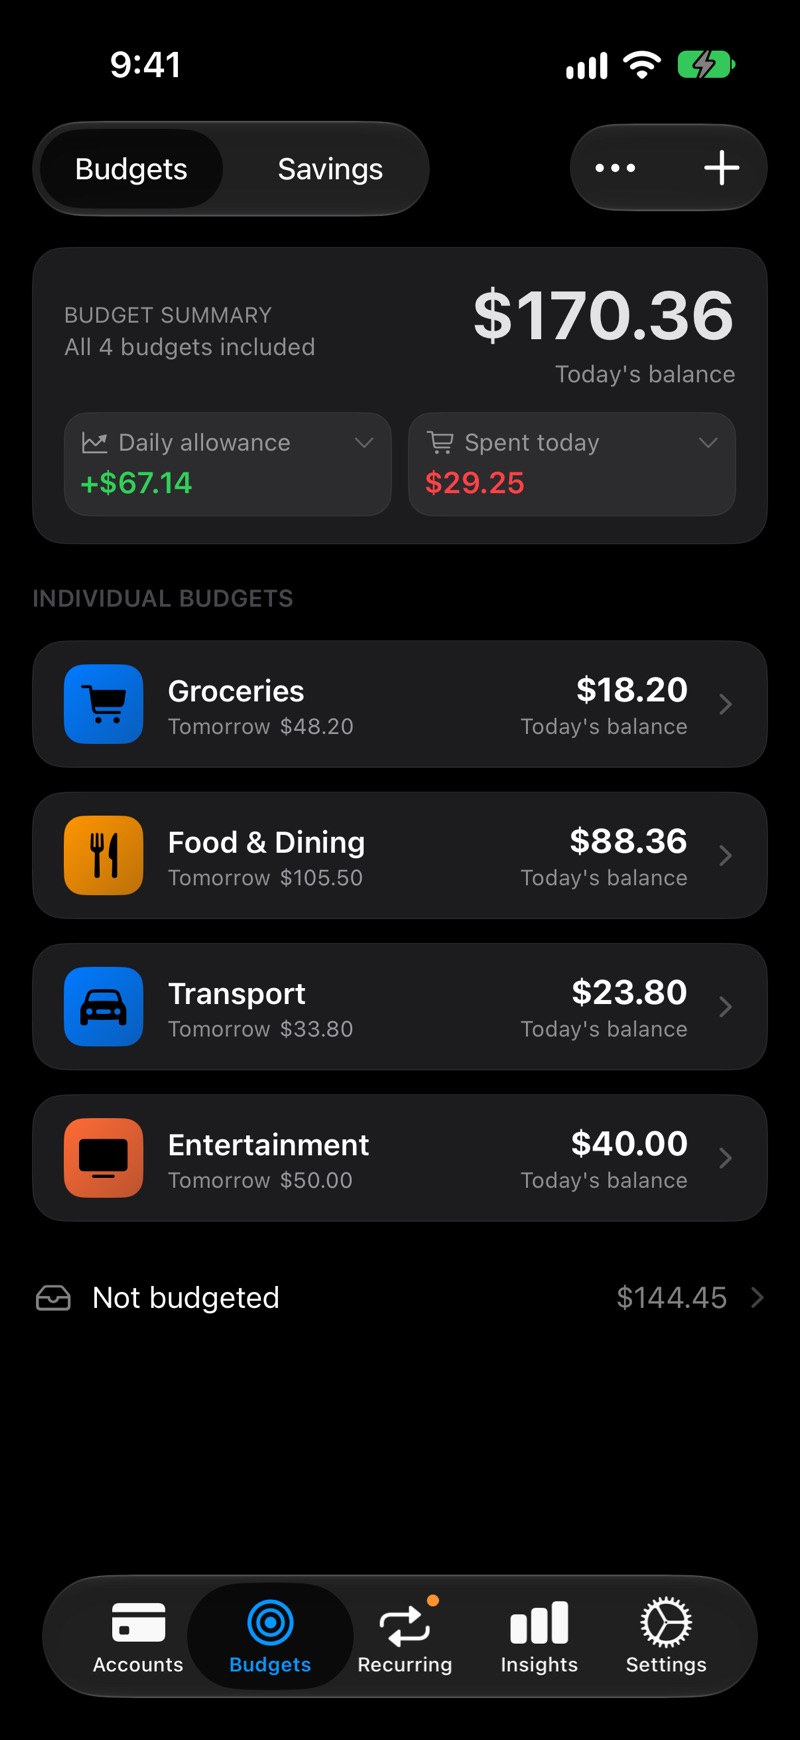 9:41
Budgets
Savings
BUDGET SUMMARY
All 4 budgets included
$170.36
Today's balance
Daily allowance
+$67.14
Spent today
$29.25
INDIVIDUAL BUDGETS
Groceries
Tomorrow $48.20
$18.20
Today's balance
Food & Dining
Tomorrow $105.50
$88.36
Today's balance
Transport
Tomorrow $33.80
$23.80
Today's balance
Entertainment
Tomorrow $50.00
$40.00
Today's balance
Not budgeted
$144.45
Accounts
Budgets
Recurring
Insights
Settings